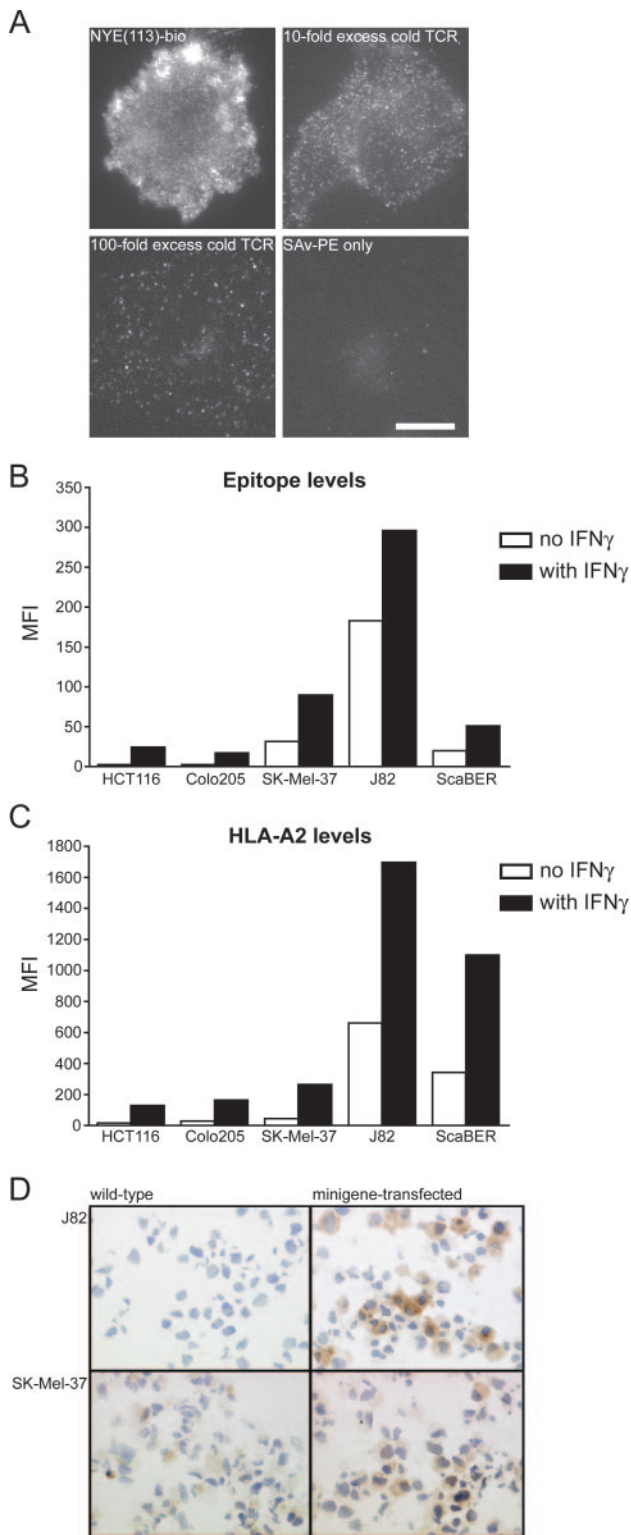 A
NYE(113)-bio
10-fold excess cold TCR
100-fold excess cold TCR
SAv-PE only
B
Epitope levels
350
300
250
200
150
100
50
0
MFI
HCT116 Colo205 SK-Mel-37 J82 ScaBER
no IFNγ
with IFNγ
C
HLA-A2 levels
1800
1600
1400
1200
1000
800
600
400
200
0
MFI
HCT116 Colo205 SK-Mel-37 J82 ScaBER
no IFNγ
with IFNγ
D
wild-type minigene-transfected
J82
SK-Mel-37